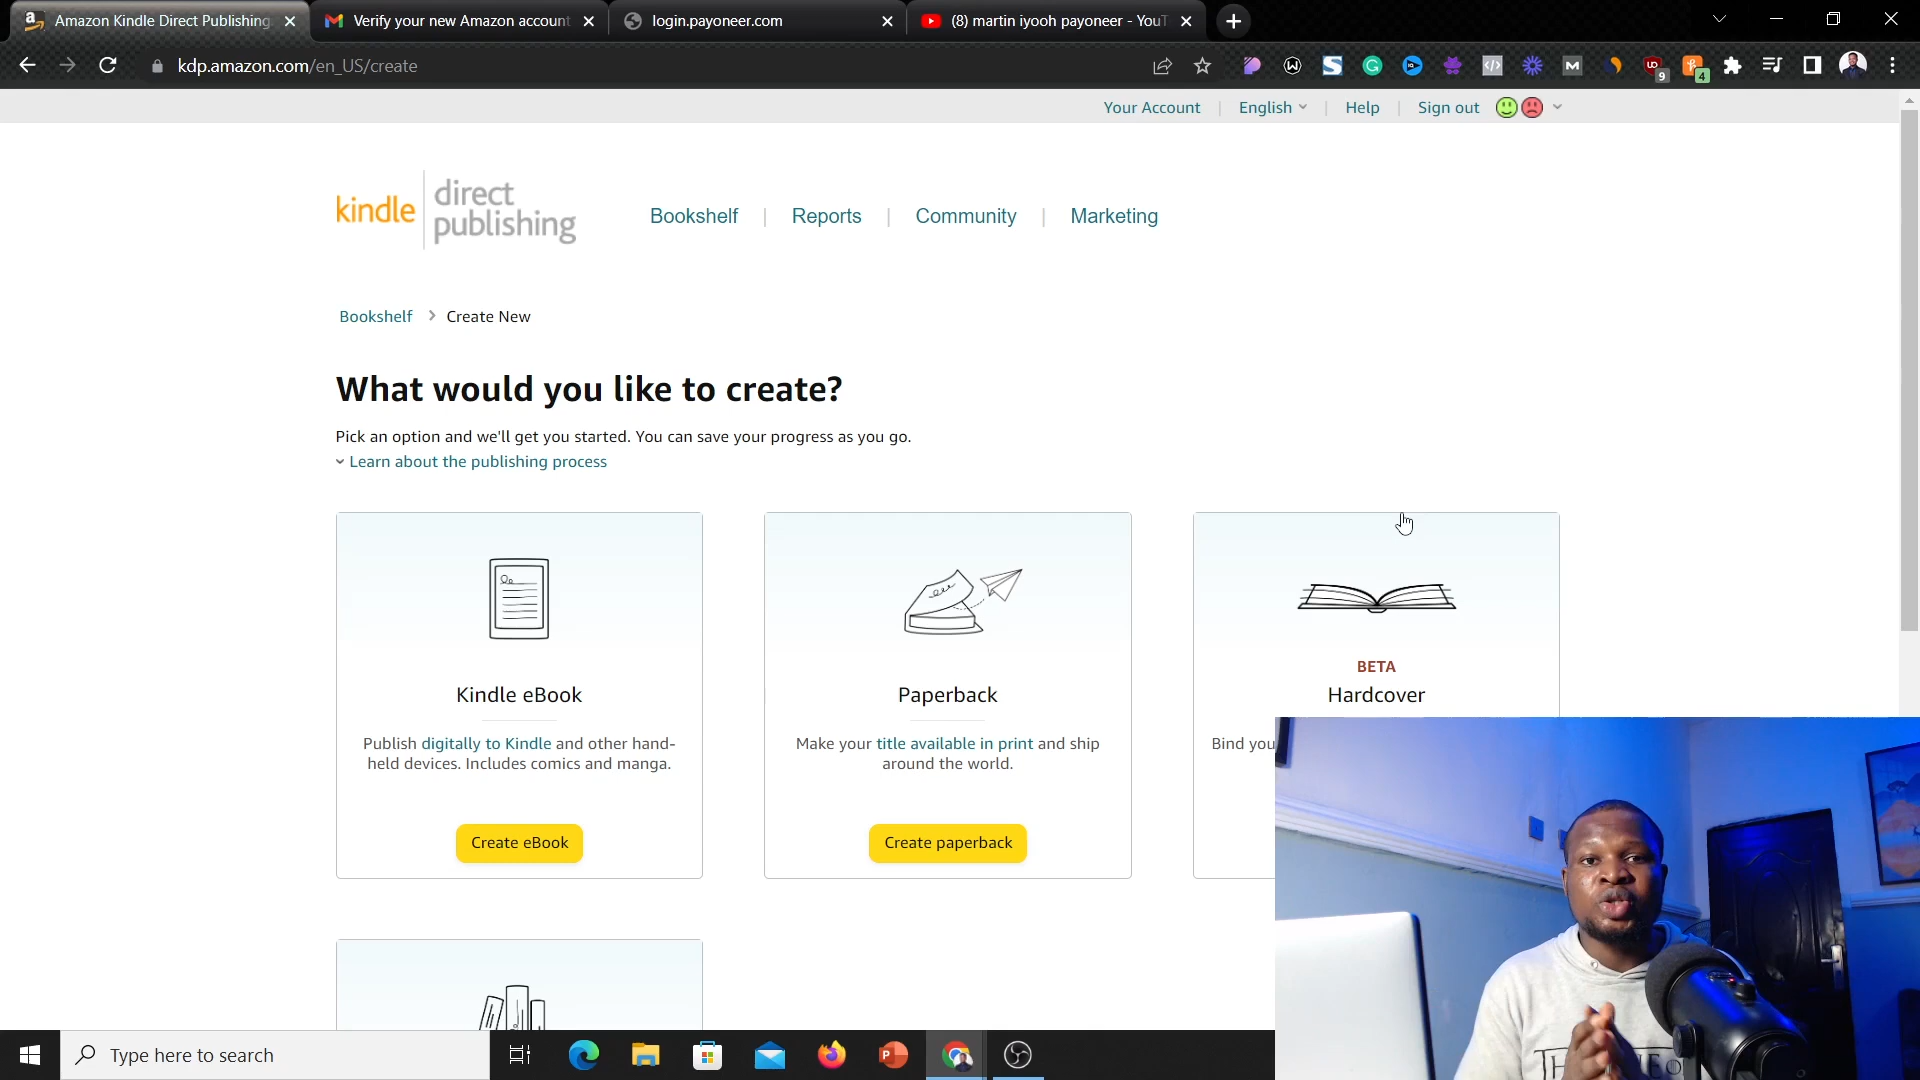 Amazon Kindle Direct Publishing
Verify your new Amazon account
login.payoneer.com
(8) martin iyooh payoneer - YouT
kdp.amazon.com/en_US/create
9
4
Your Account
English
Help
Sign out
kindle
direct
publishing
Bookshelf
Reports
Community
Marketing
Bookshelf > Create New
What would you like to create?
Pick an option and we'll get you started. You can save your progress as you go.
Learn about the publishing process
Kindle eBook
Publish digitally to Kindle and other hand-
held devices. Includes comics and manga.
Create eBook
Paperback
Make your title available in print and ship
around the world.
Create paperback
BETA
Hardcover
Bind you
Type here to search